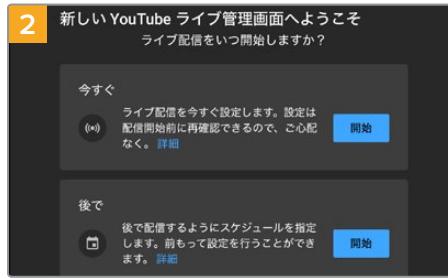 2
新しい YouTube ライブ管理画面へようこそ
ライブ配信をいつ開始しますか？
今すぐ
ライブ配信を今すぐ設定します。設定は
配信開始前に再確認できるので、ご心配
なく。 詳細
開始
後で
後で配信するようにスケジュールを指定
します。前もって設定を行うことができ
ます。 詳細
開始